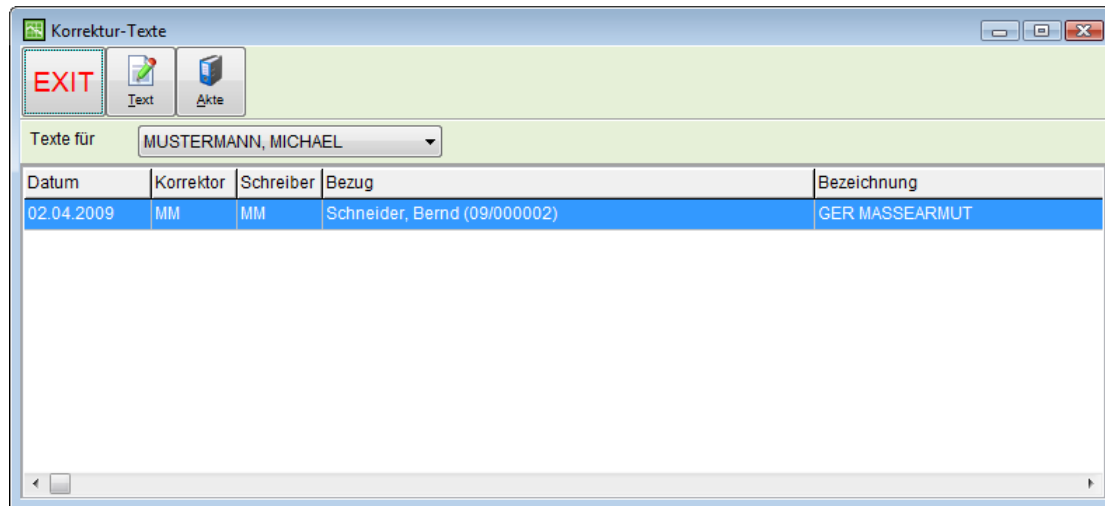 Korrektur-Texte
EXIT
Text Akte
Texte für MUSTERMANN, MICHAEL
Datum Korrektor Schreiber Bezug Bezeichnung
02.04.2009 MM MM Schneider, Bernd (09/000002) GER MASSEARMUT